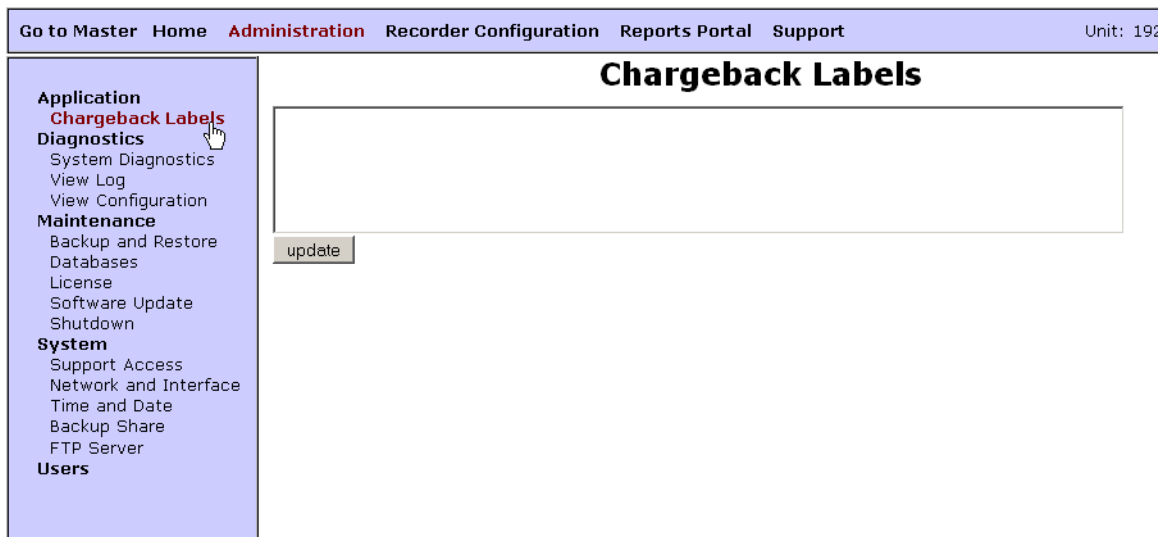 Go to Master Home Administration Recorder Configuration Reports Portal Support Unit: 192
Application
Chargeback Labels
Diagnostics
System Diagnostics
View Log
View Configuration
Maintenance
Backup and Restore
Databases
License
Software Update
Shutdown
System
Support Access
Network and Interface
Time and Date
Backup Share
FTP Server
Users
Chargeback Labels
update